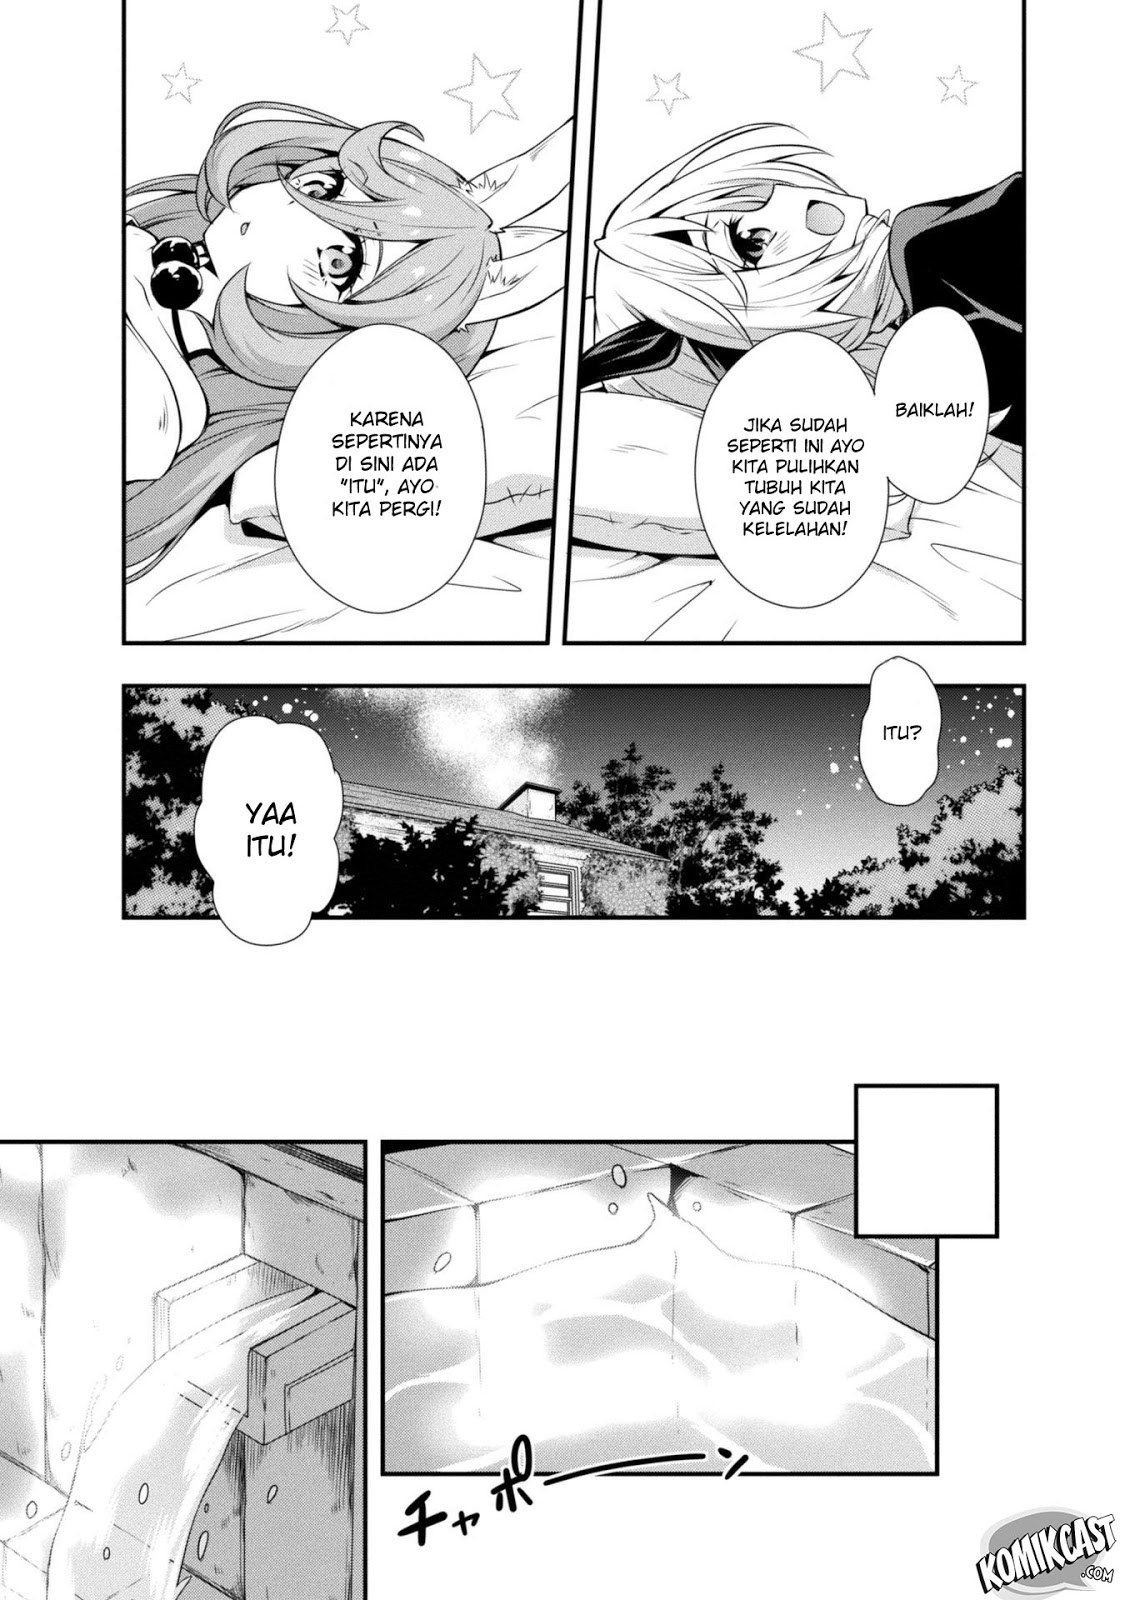 BAIKLAH!
JIKA SUDAH
SEPERTI INI AYO
KITA PULIHKAN
TUBUH KITA
YANG SUDAH
KELELAHAN!
KARENA
SEPERTINYA
DI SINI ADA
"ITU", AYO
KITA PERGI!
ITU?
YAA
ITU!
チャポーン
KOMIKCAST
.COM